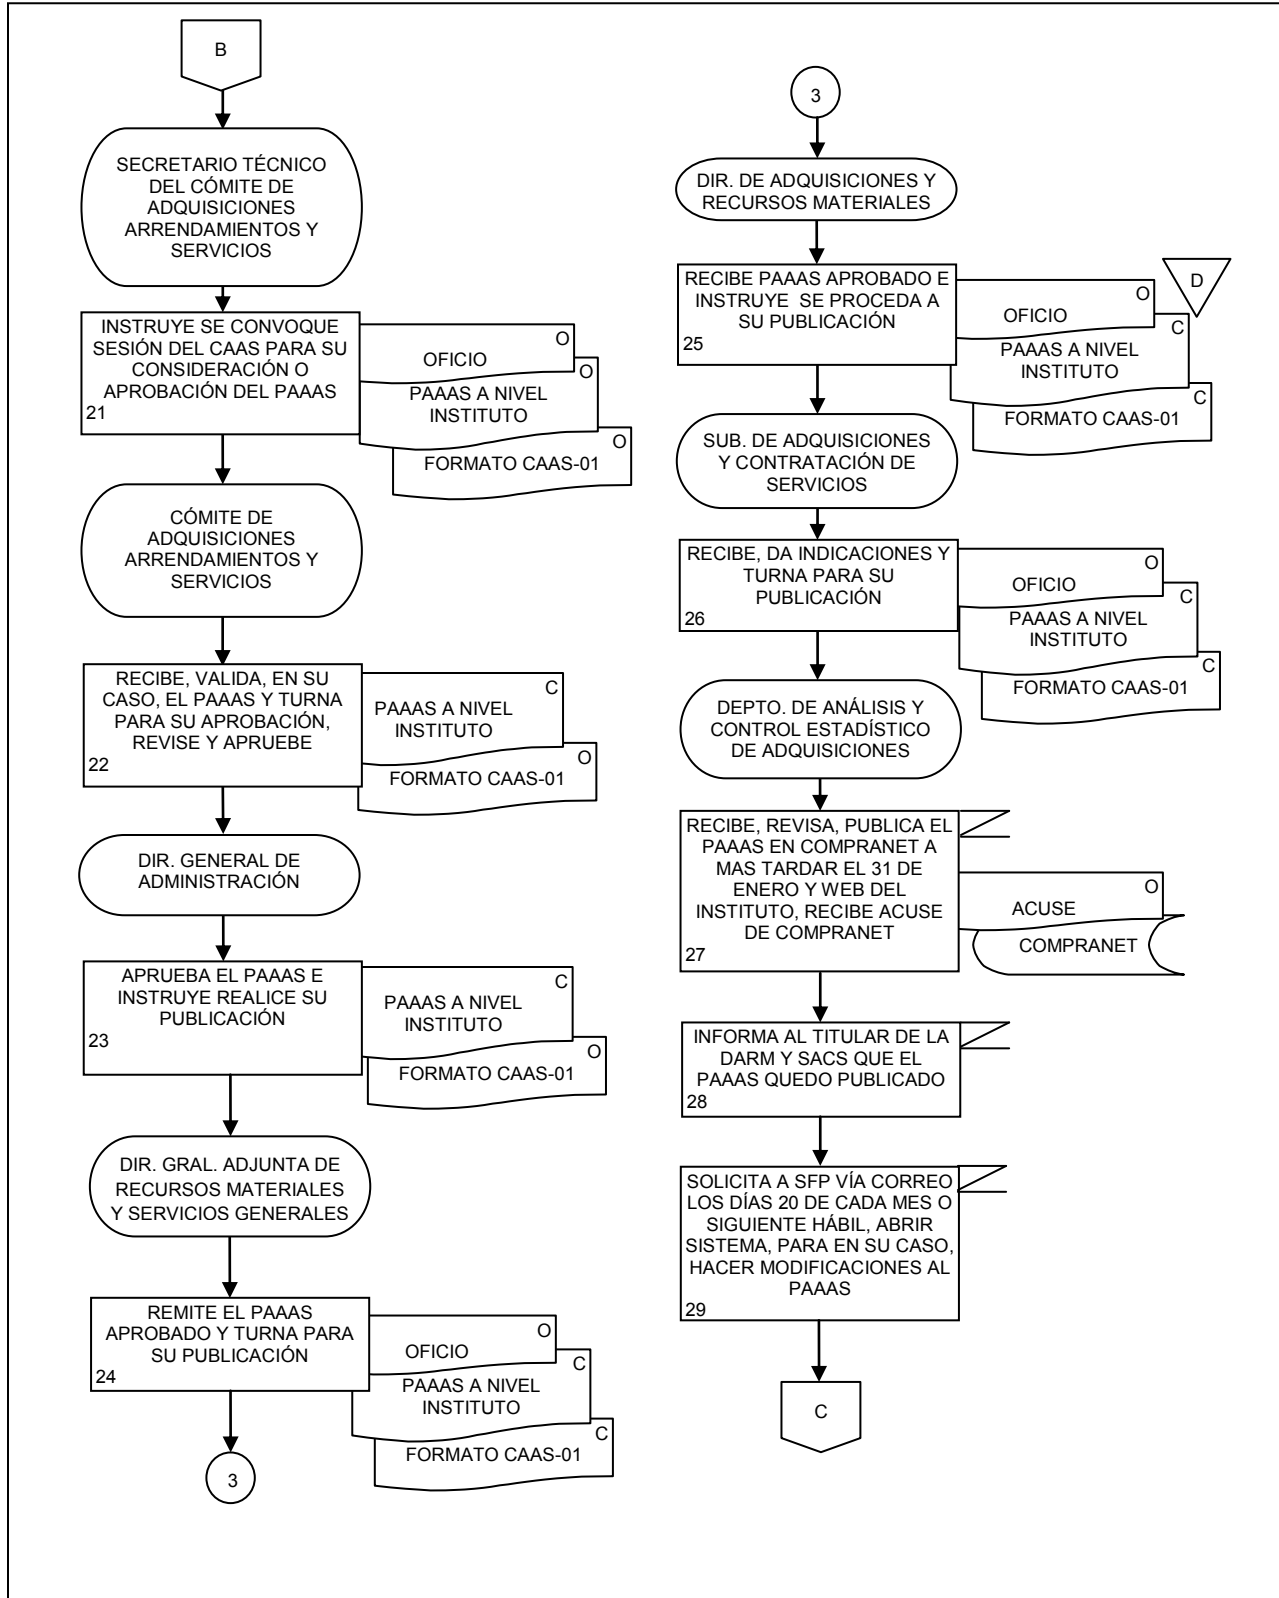 B
SECRETARIO TÉCNICO
DEL CÓMITE DE
ADQUISICIONES
ARRENDAMIENTOS Y
SERVICIOS
INSTRUYE SE CONVOQUE
SESIÓN DEL CAAS PARA SU
CONSIDERACIÓN O
APROBACIÓN DEL PAAAS
21
O
OFICIO
O
PAAAS A NIVEL
INSTITUTO
O
FORMATO CAAS-01
CÓMITE DE
ADQUISICIONES
ARRENDAMIENTOS Y
SERVICIOS
RECIBE, VALIDA, EN SU
CASO, EL PAAAS Y TURNA
PARA SU APROBACIÓN,
REVISE Y APRUEBE
22
C
PAAAS A NIVEL
INSTITUTO
O
FORMATO CAAS-01
DIR. GENERAL DE
ADMINISTRACIÓN
APRUEBA EL PAAAS E
INSTRUYE REALICE SU
PUBLICACIÓN
23
C
PAAAS A NIVEL
INSTITUTO
O
FORMATO CAAS-01
DIR. GRAL. ADJUNTA DE
RECURSOS MATERIALES
Y SERVICIOS GENERALES
REMITE EL PAAAS
APROBADO Y TURNA PARA
SU PUBLICACIÓN
24
O
OFICIO
C
PAAAS A NIVEL
INSTITUTO
C
FORMATO CAAS-01
3
3
DIR. DE ADQUISICIONES Y
RECURSOS MATERIALES
RECIBE PAAAS APROBADO E
INSTRUYE SE PROCEDA A
SU PUBLICACIÓN
25
O
OFICIO
D
C
PAAAS A NIVEL
INSTITUTO
C
FORMATO CAAS-01
SUB. DE ADQUISICIONES
Y CONTRATACIÓN DE
SERVICIOS
RECIBE, DA INDICACIONES Y
TURNA PARA SU
PUBLICACIÓN
26
O
OFICIO
C
PAAAS A NIVEL
INSTITUTO
C
FORMATO CAAS-01
DEPTO. DE ANÁLISIS Y
CONTROL ESTADÍSTICO
DE ADQUISICIONES
RECIBE, REVISA, PUBLICA EL
PAAAS EN COMPRANET A
MAS TARDAR EL 31 DE
ENERO Y WEB DEL
INSTITUTO, RECIBE ACUSE
DE COMPRANET
27
O
ACUSE
COMPRANET
INFORMA AL TITULAR DE LA
DARM Y SACS QUE EL
PAAAS QUEDO PUBLICADO
28
SOLICITA A SFP VÍA CORREO
LOS DÍAS 20 DE CADA MES O
SIGUIENTE HÁBIL, ABRIR
SISTEMA, PARA EN SU CASO,
HACER MODIFICACIONES AL
PAAAS
29
C